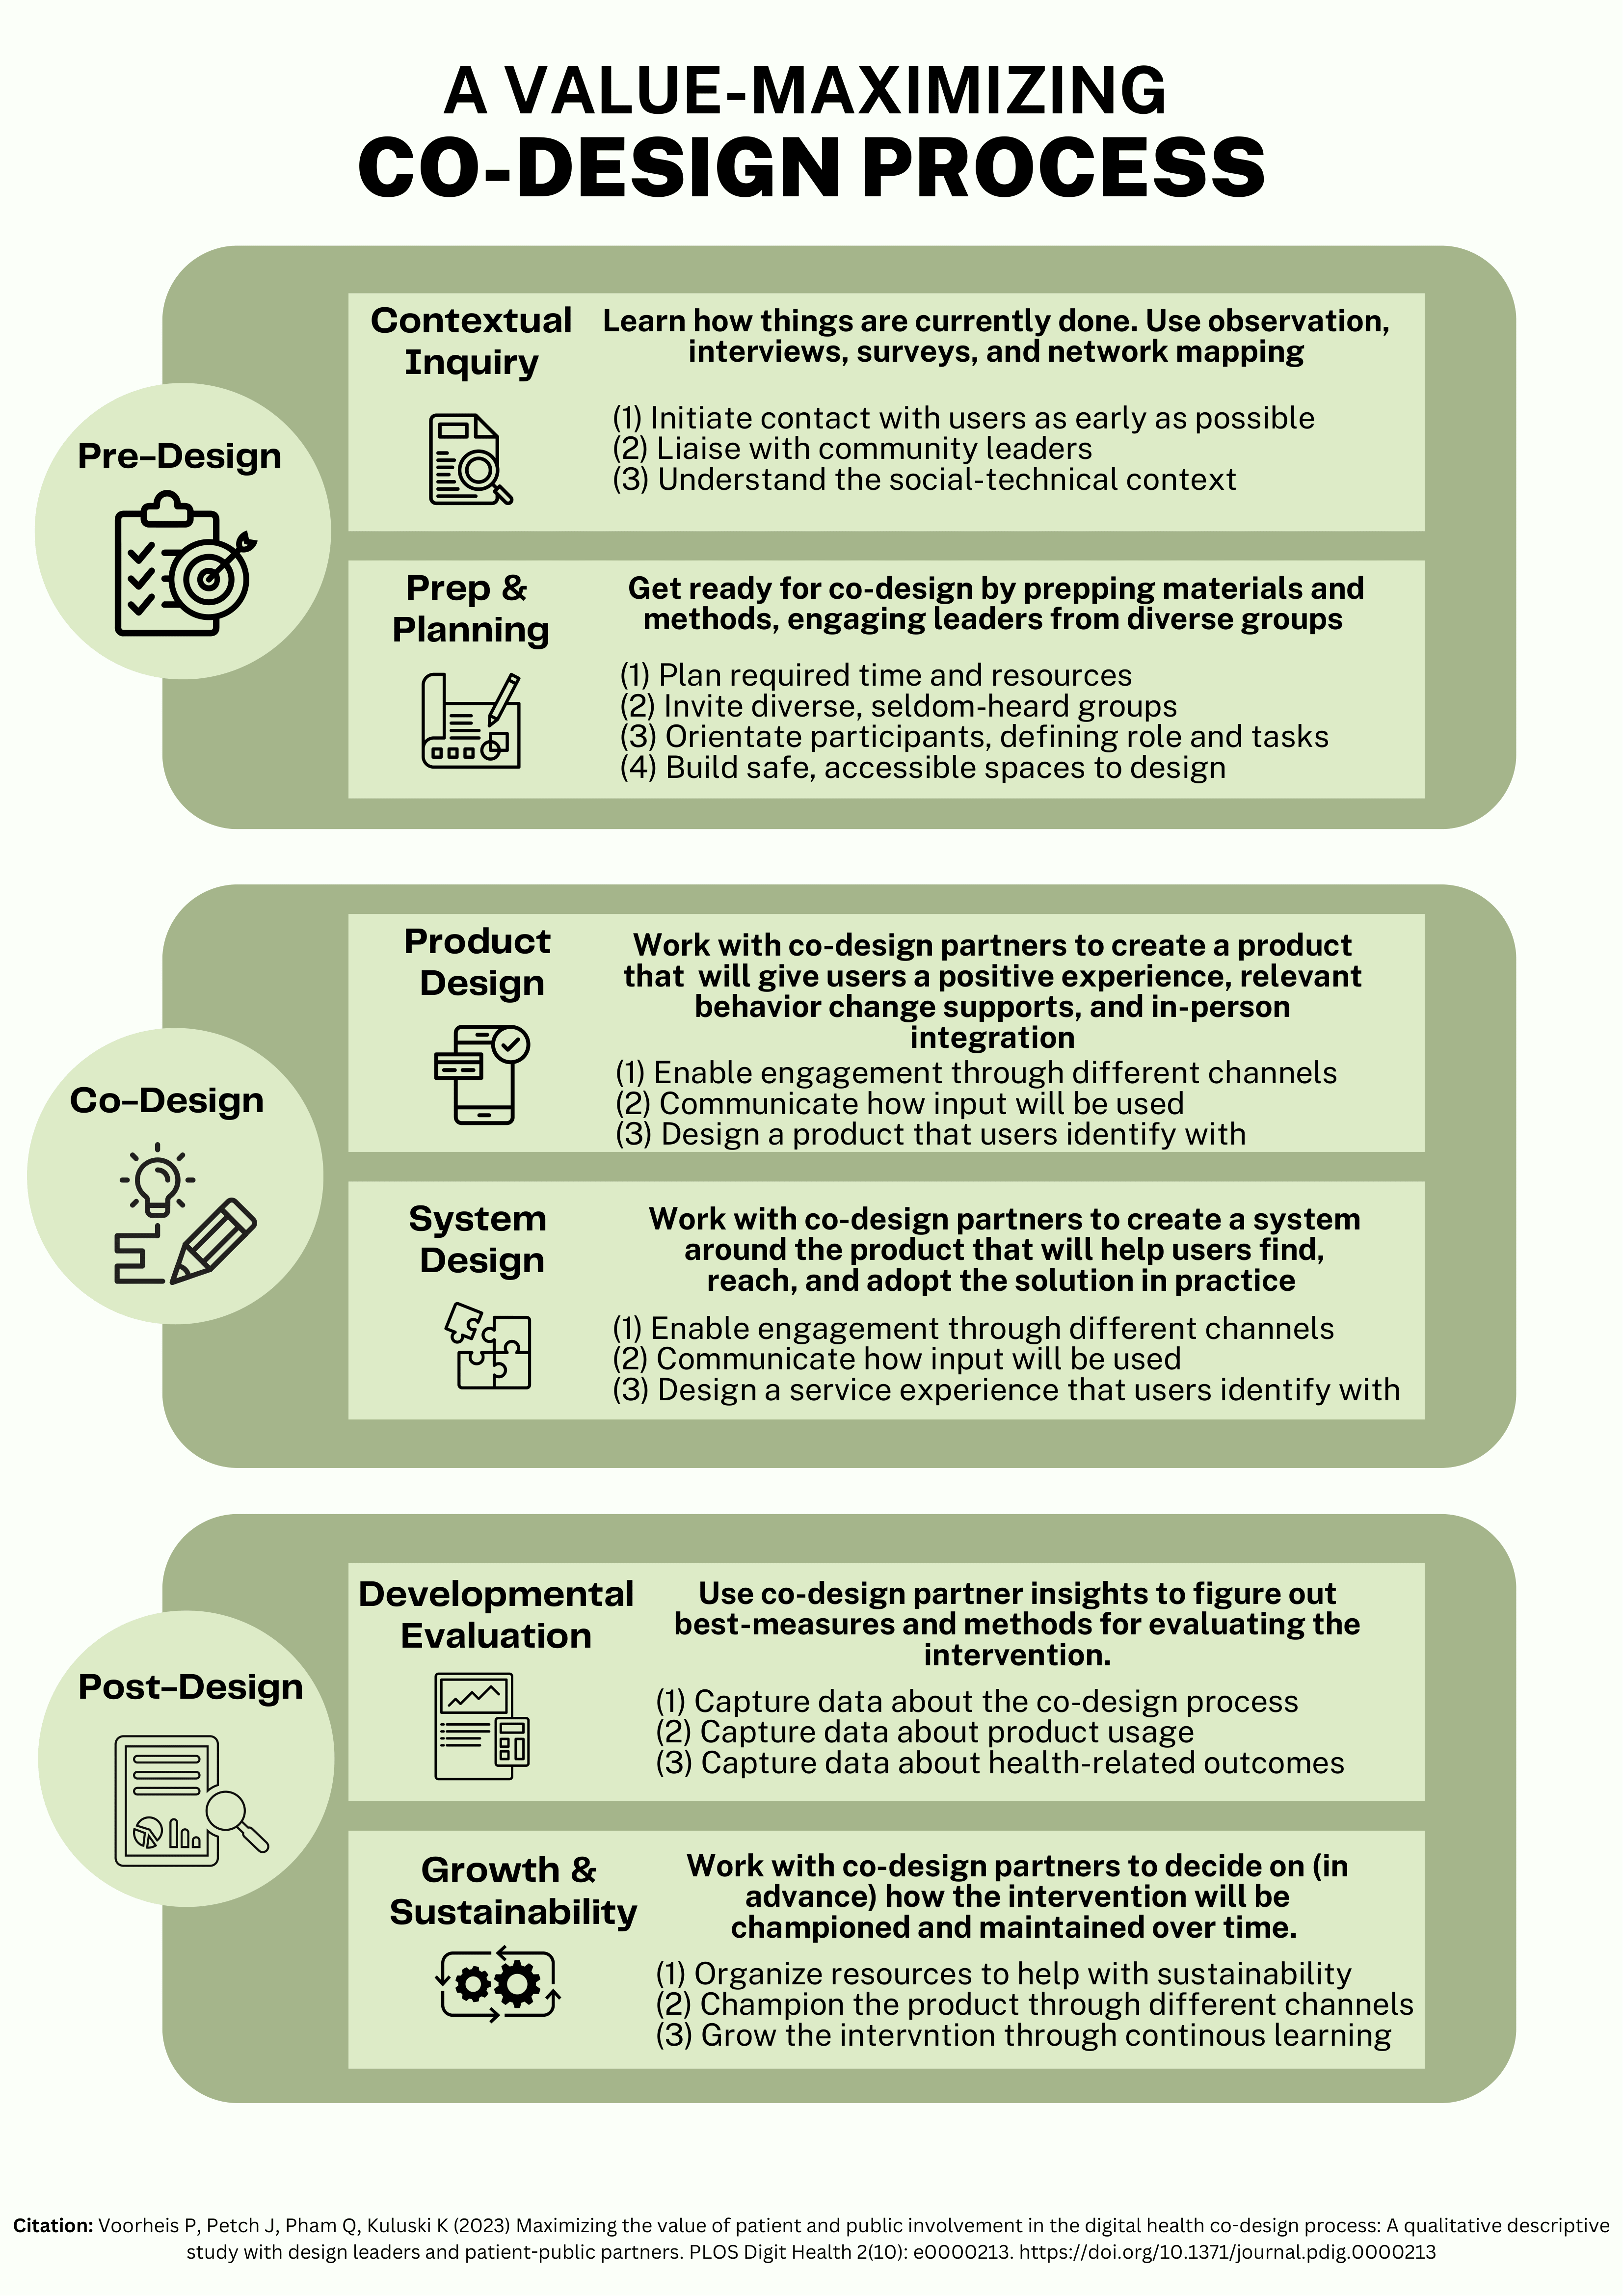 A VALUE-MAXIMIZING
CO-DESIGN PROCESS
Pre-Design
Contextual
Inquiry
Learn how things are currently done. Use observation,
interviews, surveys, and network mapping
(1) Initiate contact with users as early as possible
(2) Liaise with community leaders
(3) Understand the social-technical context
Prep &
Planning
Get ready for co-design by prepping materials and
methods, engaging leaders from diverse groups
(1) Plan required time and resources
(2) Invite diverse, seldom-heard groups
(3) Orientate participants, defining role and tasks
(4) Build safe, accessible spaces to design
Co-Design
Product
Design
Work with co-design partners to create a product
that  will give users a positive experience, relevant
behavior change supports, and in-person
integration
(1) Enable engagement through different channels
(2) Communicate how input will be used
(3) Design a product that users identify with
System
Design
Work with co-design partners to create a system
around the product that will help users find,
reach, and adopt the solution in practice
(1) Enable engagement through different channels
(2) Communicate how input will be used
(3) Design a service experience that users identify with
Post-Design
Developmental
Evaluation
Use co-design partner insights to figure out
best-measures and methods for evaluating the
intervention.
(1) Capture data about the co-design process
(2) Capture data about product usage
(3) Capture data about health-related outcomes
Growth &
Sustainability
Work with co-design partners to decide on (in
advance) how the intervention will be
championed and maintained over time.
(1) Organize resources to help with sustainability
(2) Champion the product through different channels
(3) Grow the intervntion through continous learning
Citation: Voorheis P, Petch J, Pham Q, Kuluski K (2023) Maximizing the value of patient and public involvement in the digital health co-design process: A qualitative descriptive
study with design leaders and patient-public partners. PLOS Digit Health 2(10): e0000213. https://doi.org/10.1371/journal.pdig.0000213